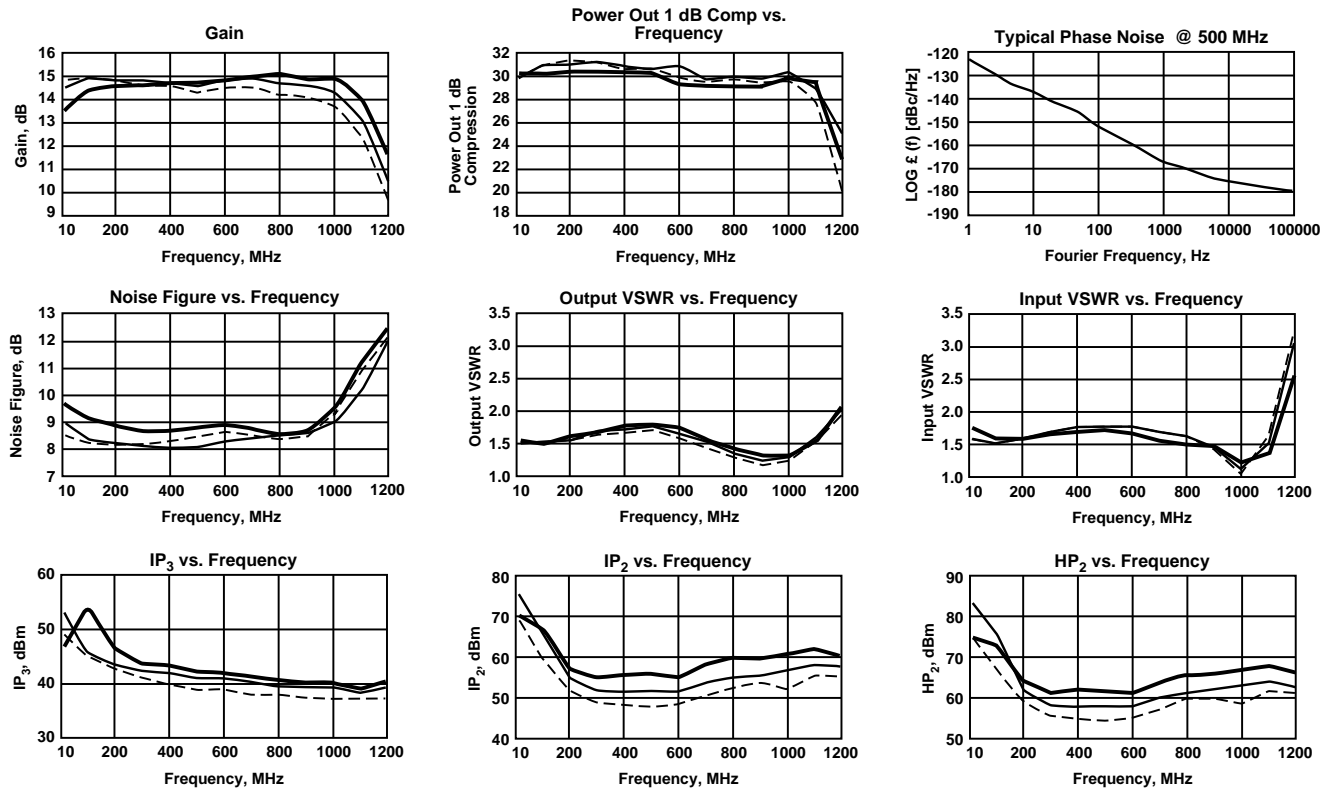 Gain
16
15
14
13
12
11
10
9
Gain, dB
10 200 400 600 800 1000 1200
Frequency, MHz
Power Out 1 dB Comp vs.
Frequency
32
30
28
26
24
22
20
18
Power Out 1 dB
Compression
10 200 400 600 800 1000 1200
Frequency, MHz
Typical Phase Noise @ 500 MHz
-120
-130
-140
-150
-160
-170
-180
-190
LOG £ (f) [dBc/Hz]
1 10 100 1000 10000 100000
Fourier Frequency, Hz
Noise Figure vs. Frequency
13
12
11
10
9
8
7
Noise Figure, dB
10 200 400 600 800 1000 1200
Frequency, MHz
Output VSWR vs. Frequency
3.5
3.0
2.5
2.0
1.5
1.0
Output VSWR
10 200 400 600 800 1000 1200
Frequency, MHz
Input VSWR vs. Frequency
3.5
3.0
2.5
2.0
1.5
1.0
Input VSWR
10 200 400 600 800 1000 1200
Frequency, MHz
IP3 vs. Frequency
60
50
40
30
IP3, dBm
10 200 400 600 800 1000 1200
Frequency, MHz
IP2 vs. Frequency
80
70
60
50
40
IP2, dBm
10 200 400 600 800 1000 1200
Frequency, MHz
HP2 vs. Frequency
90
80
70
60
50
HP2, dBm
10 200 400 600 800 1000 1200
Frequency, MHz